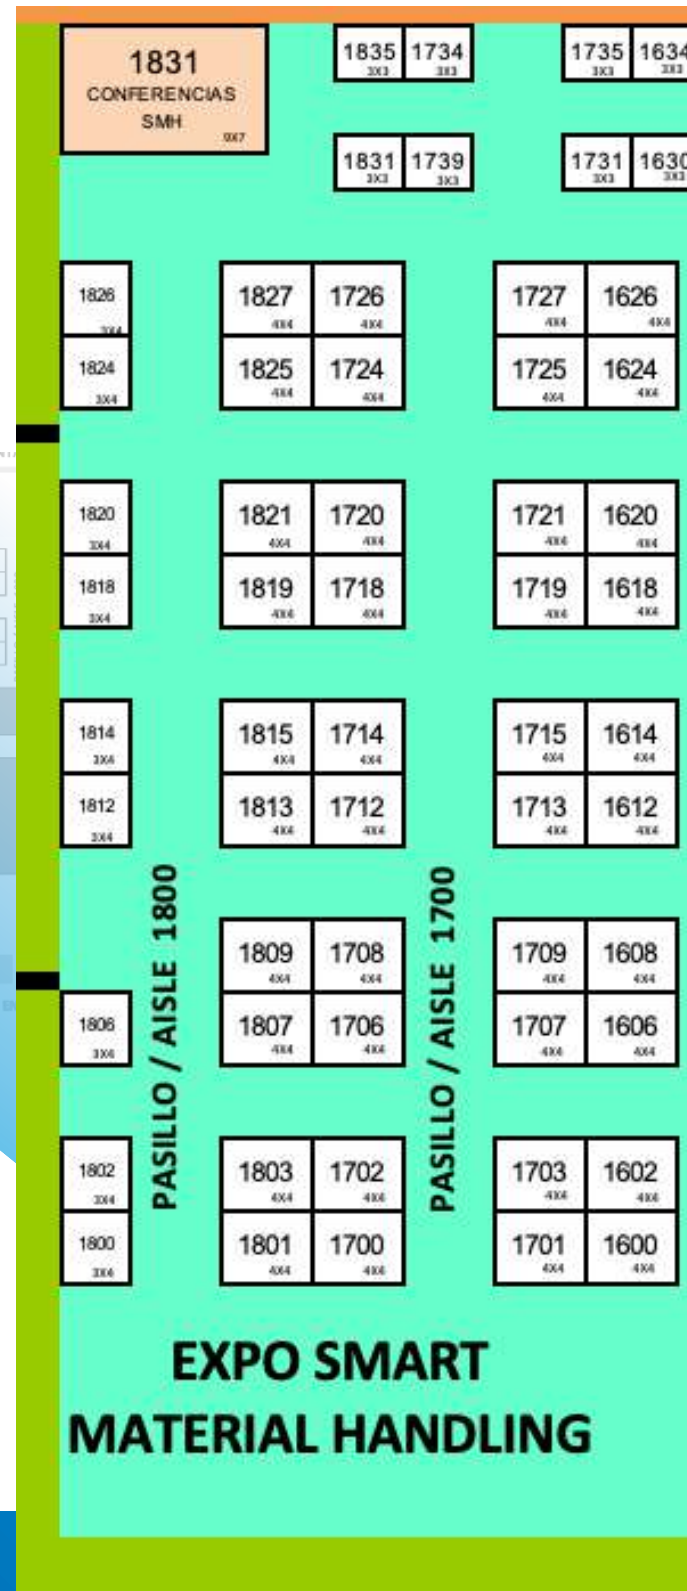 1831
CONFERENCIAS
SMH
9X7
1835 1734 1735 1634
3X3 3X3 3X3 3X3
1831 1739 1731 1630
3X3 3X3 3X3 3X3
1826 1827 1726 1727 1626
3X4 4X4 4X4 4X4 4X4
1824 1825 1724 1725 1624
3X4 4X4 4X4 4X4 4X4
1820 1821 1720 1721 1620
3X4 4X4 4X4 4X4 4X4
1818 1819 1718 1719 1618
3X4 4X4 4X4 4X4 4X4
1814 1815 1714 1715 1614
3X4 4X4 4X4 4X4 4X4
1812 1813 1712 1713 1612
3X4 4X4 4X4 4X4 4X4
PASILLO / AISLE 1800
PASILLO / AISLE 1700
1809 1708 1709 1608
4X4 4X4 4X4 4X4
1806 1807 1706 1707 1606
3X4 4X4 4X4 4X4 4X4
1802 1803 1702 1703 1602
3X4 4X4 4X4 4X4 4X4
1800 1801 1700 1701 1600
3X4 4X4 4X4 4X4 4X4
EXPO SMART
MATERIAL HANDLING